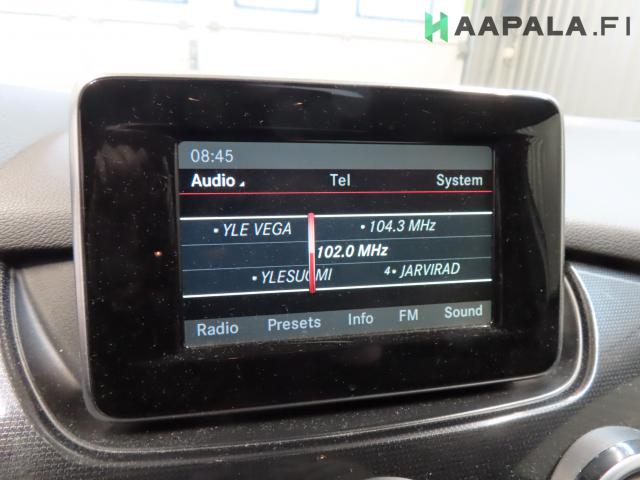 HAAPALA.FI
08:45
Audio Tel System
• YLE VEGA • 104.3 MHz
102.0 MHz
• YLESUOMI 4• JARVIRAD
Radio Presets Info FM Sound